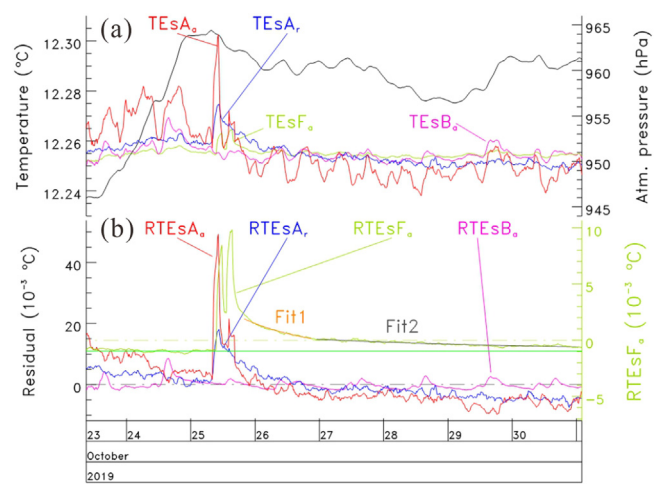 (a)
TEsAₐ
TEsAᵣ
TEsFₐ
TEsBₐ
Temperature (°C)
12.30
12.28
12.26
12.24
Atm. pressure (hPa)
965
960
955
950
945
(b)
RTEsAₐ
RTEsAᵣ
RTEsFₐ
RTEsBₐ
Fit1
Fit2
Residual (10⁻³ °C)
40
20
0
RTEsFₐ (10⁻³ °C)
10
5
0
−5
23 24 25 26 27 28 29 30
October
2019